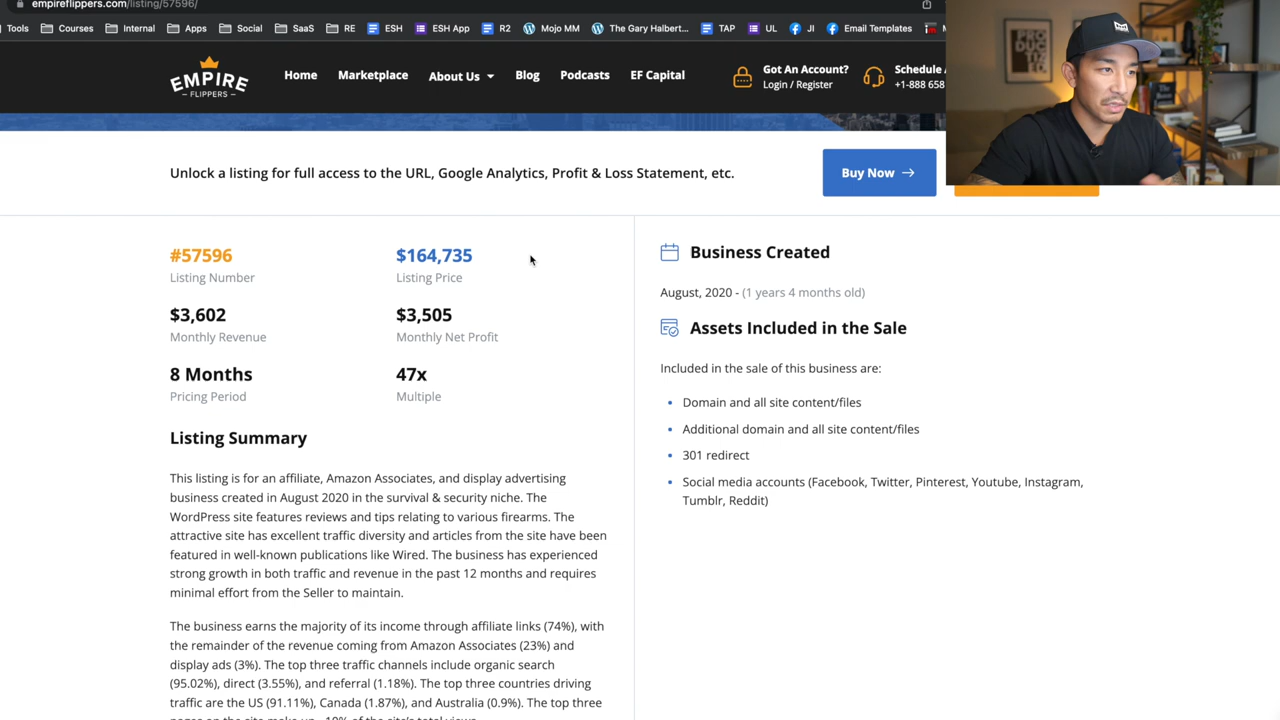 empireflippers.com/listing/57596/
Tools Courses Internal Apps Social SaaS RE ESH ESH App R2 Mojo MM The Gary Halbert... TAP UL JI Email Templates
EMPIRE
FLIPPERS
Home Marketplace About Us Blog Podcasts EF Capital
Got An Account?
Login / Register
Schedule
+1-888 658
Unlock a listing for full access to the URL, Google Analytics, Profit & Loss Statement, etc.
Buy Now →
#57596
Listing Number
$164,735
Listing Price
$3,602
Monthly Revenue
$3,505
Monthly Net Profit
8 Months
Pricing Period
47x
Multiple
Listing Summary
This listing is for an affiliate, Amazon Associates, and display advertising
business created in August 2020 in the survival & security niche. The
WordPress site features reviews and tips relating to various firearms. The
attractive site has excellent traffic diversity and articles from the site have been
featured in well-known publications like Wired. The business has experienced
strong growth in both traffic and revenue in the past 12 months and requires
minimal effort from the Seller to maintain.
The business earns the majority of its income through affiliate links (74%), with
the remainder of the revenue coming from Amazon Associates (23%) and
display ads (3%). The top three traffic channels include organic search
(95.02%), direct (3.55%), and referral (1.18%). The top three countries driving
traffic are the US (91.11%), Canada (1.87%), and Australia (0.9%). The top three
Business Created
August, 2020 - (1 years 4 months old)
Assets Included in the Sale
Included in the sale of this business are:
• Domain and all site content/files
• Additional domain and all site content/files
• 301 redirect
• Social media accounts (Facebook, Twitter, Pinterest, Youtube, Instagram,
Tumblr, Reddit)